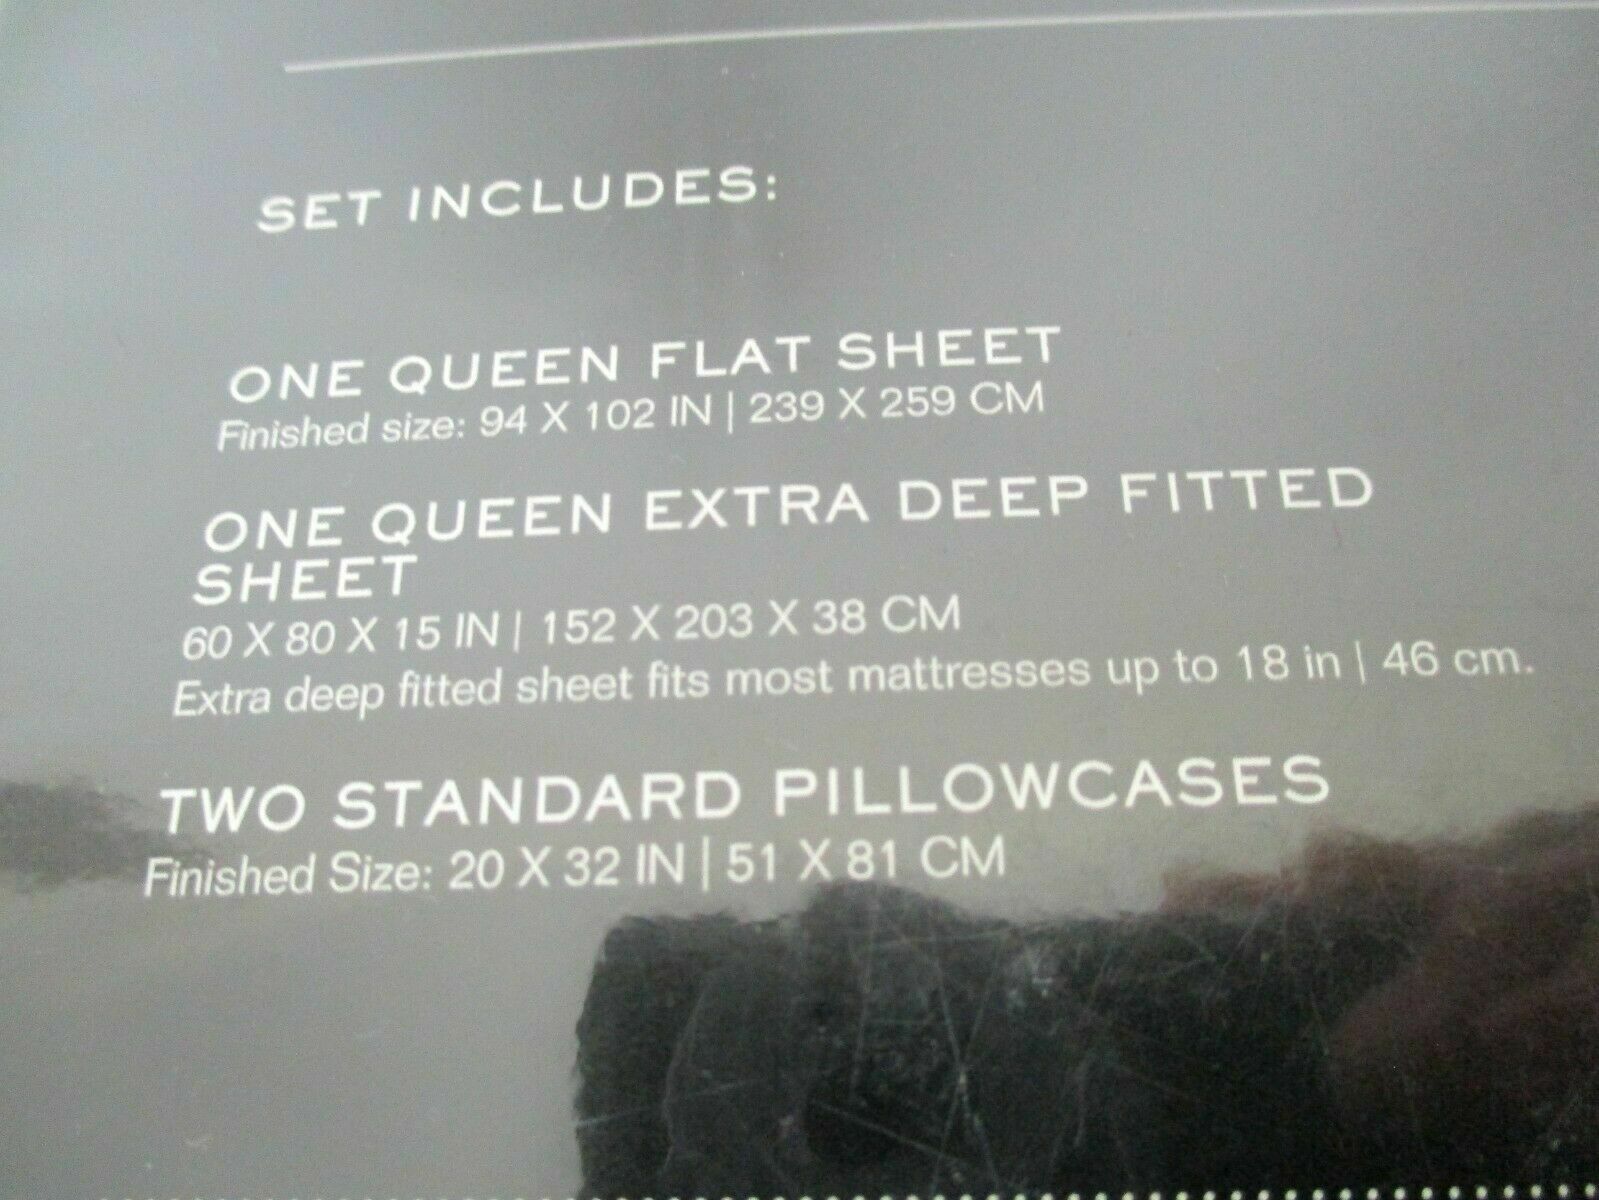 SET INCLUDES:
ONE QUEEN FLAT SHEET
Finished size: 94 X 102 IN | 239 X 259 CM
ONE QUEEN EXTRA DEEP FITTED
SHEET
60 X 80 X 15 IN | 152 X 203 X 38 CM
Extra deep fitted sheet fits most mattresses up to 18 in | 46 cm.
TWO STANDARD PILLOWCASES
Finished Size: 20 X 32 IN | 51 X 81 CM